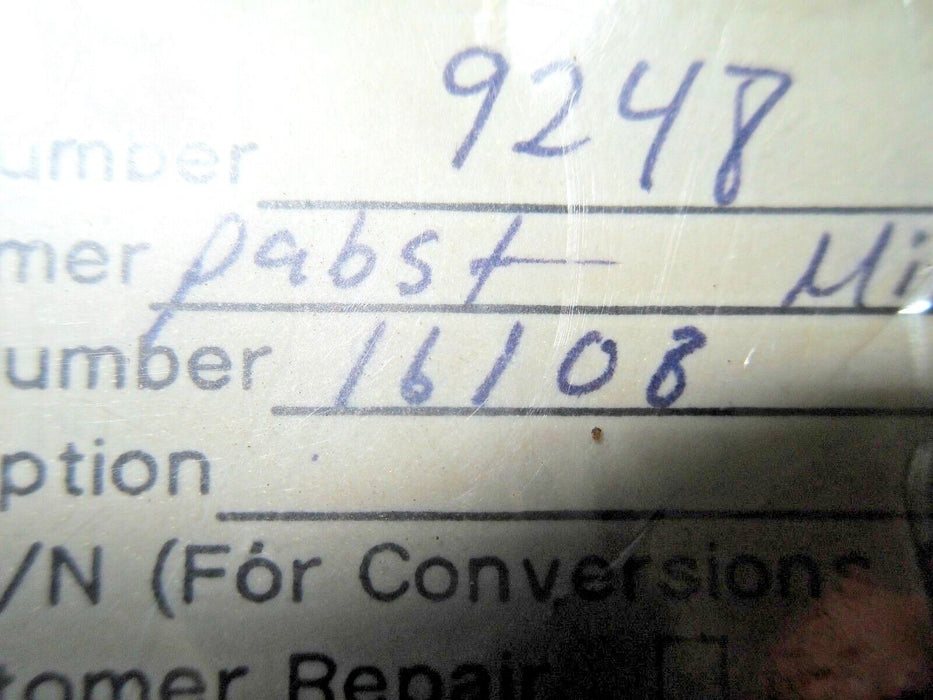 umber 9248
mer pabst Mi
umber 16108
ption
/N (For Conversions
tomer Repair